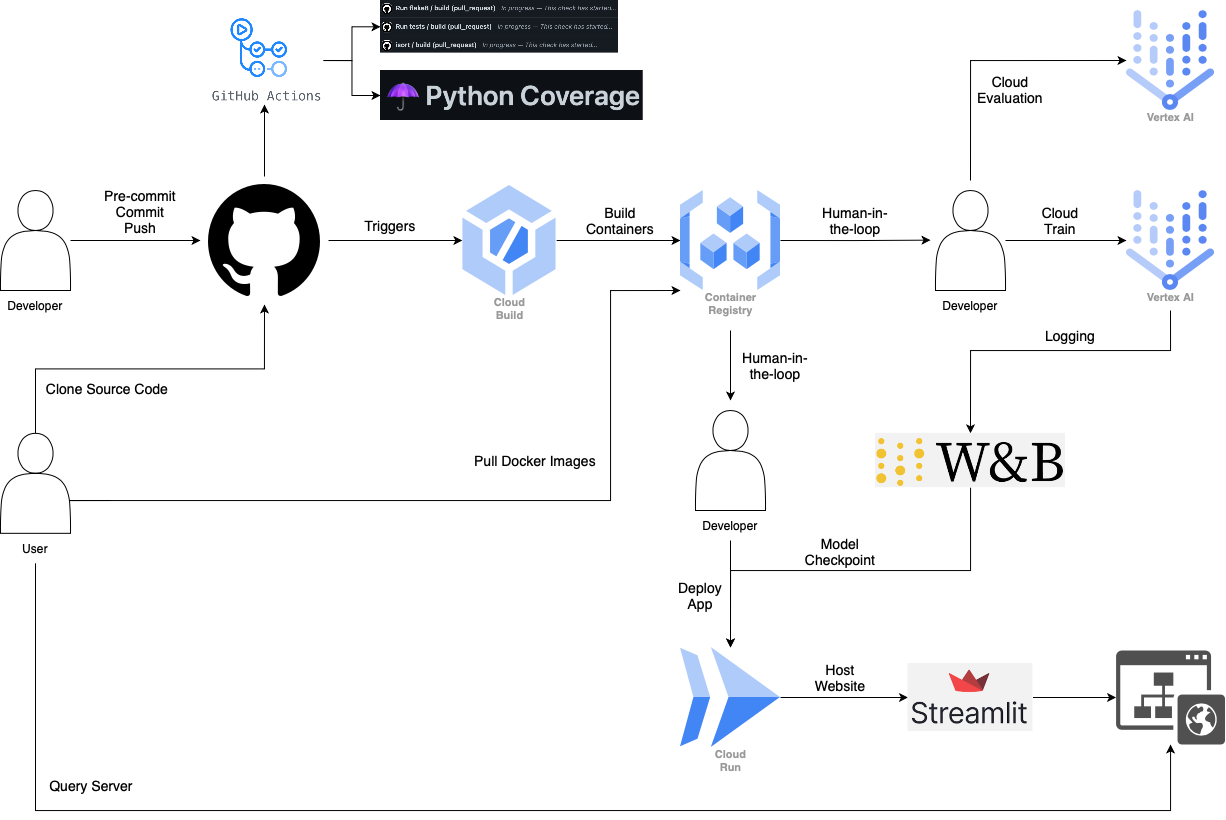 Run flake8 / build (pull_request) In progress — This check has started...
Run tests / build (pull_request) In progress — This check has started...
isort / build (pull_request) In progress — This check has started...
GitHub Actions
Python Coverage
Cloud
Evaluation
Vertex AI
Pre-commit
Commit
Push
Developer
Triggers
Cloud
Build
Build
Containers
Container
Registry
Human-in-
the-loop
Developer
Cloud
Train
Vertex AI
Logging
Clone Source Code
Human-in-
the-loop
User
Pull Docker Images
Developer
W&B
Model
Checkpoint
Deploy
App
Cloud
Run
Host
Website
Streamlit
Query Server